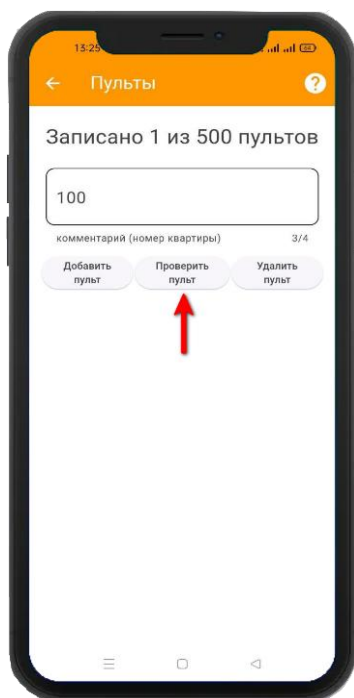 13:25
Пульты
?
Записано 1 из 500 пультов
100
комментарий (номер квартиры) 3/4
Добавить Проверить Удалить
пульт пульт пульт